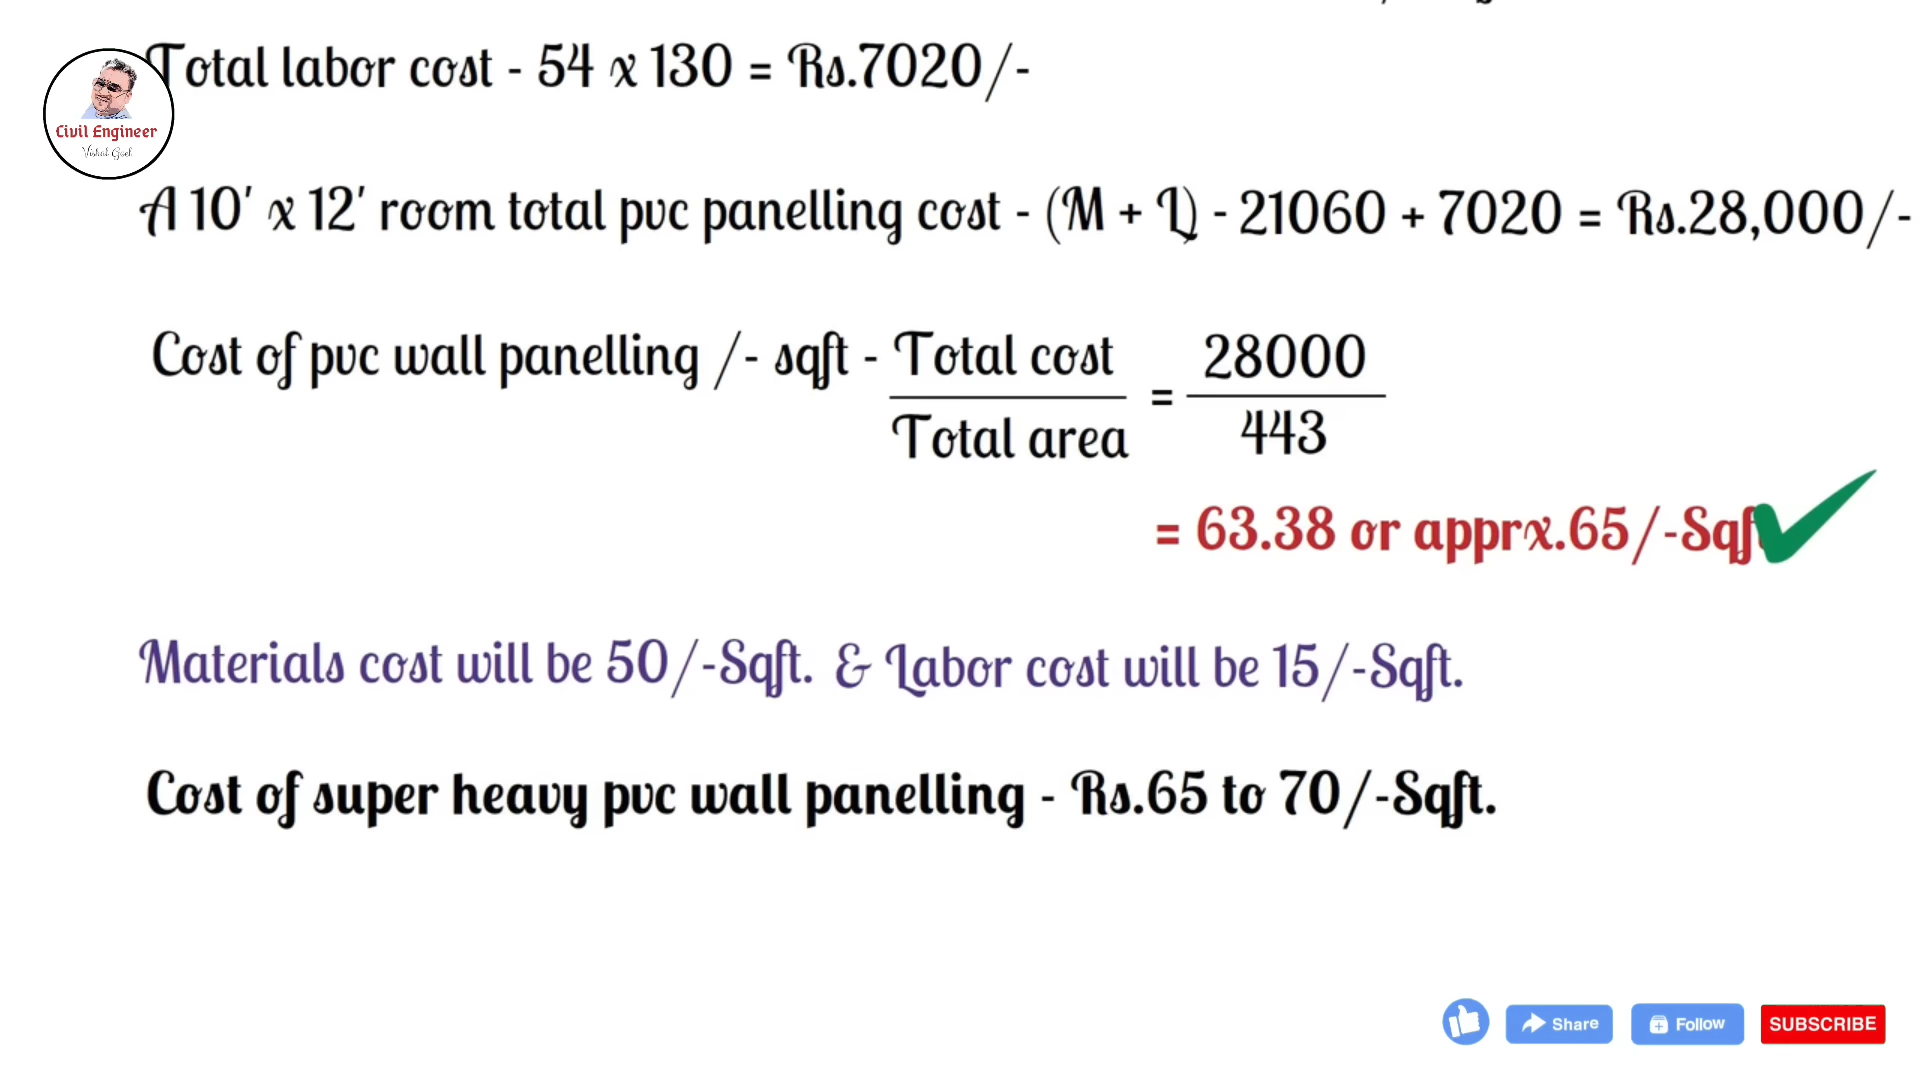 Total labor cost - 54 x 130 = Rs.7020/-
Civil Engineer
Vishal Goel
A 10' x 12' room total pvc panelling cost - (M + L) - 21060 + 7020 = Rs.28,000/-
Cost of pvc wall panelling /- sqft - Total cost = 28000
Total area 443
= 63.38 or apprx.65/-Sqft
Materials cost will be 50/-Sqft. & Labor cost will be 15/-Sqft.
Cost of super heavy pvc wall panelling - Rs.65 to 70/-Sqft.
Share Follow SUBSCRIBE